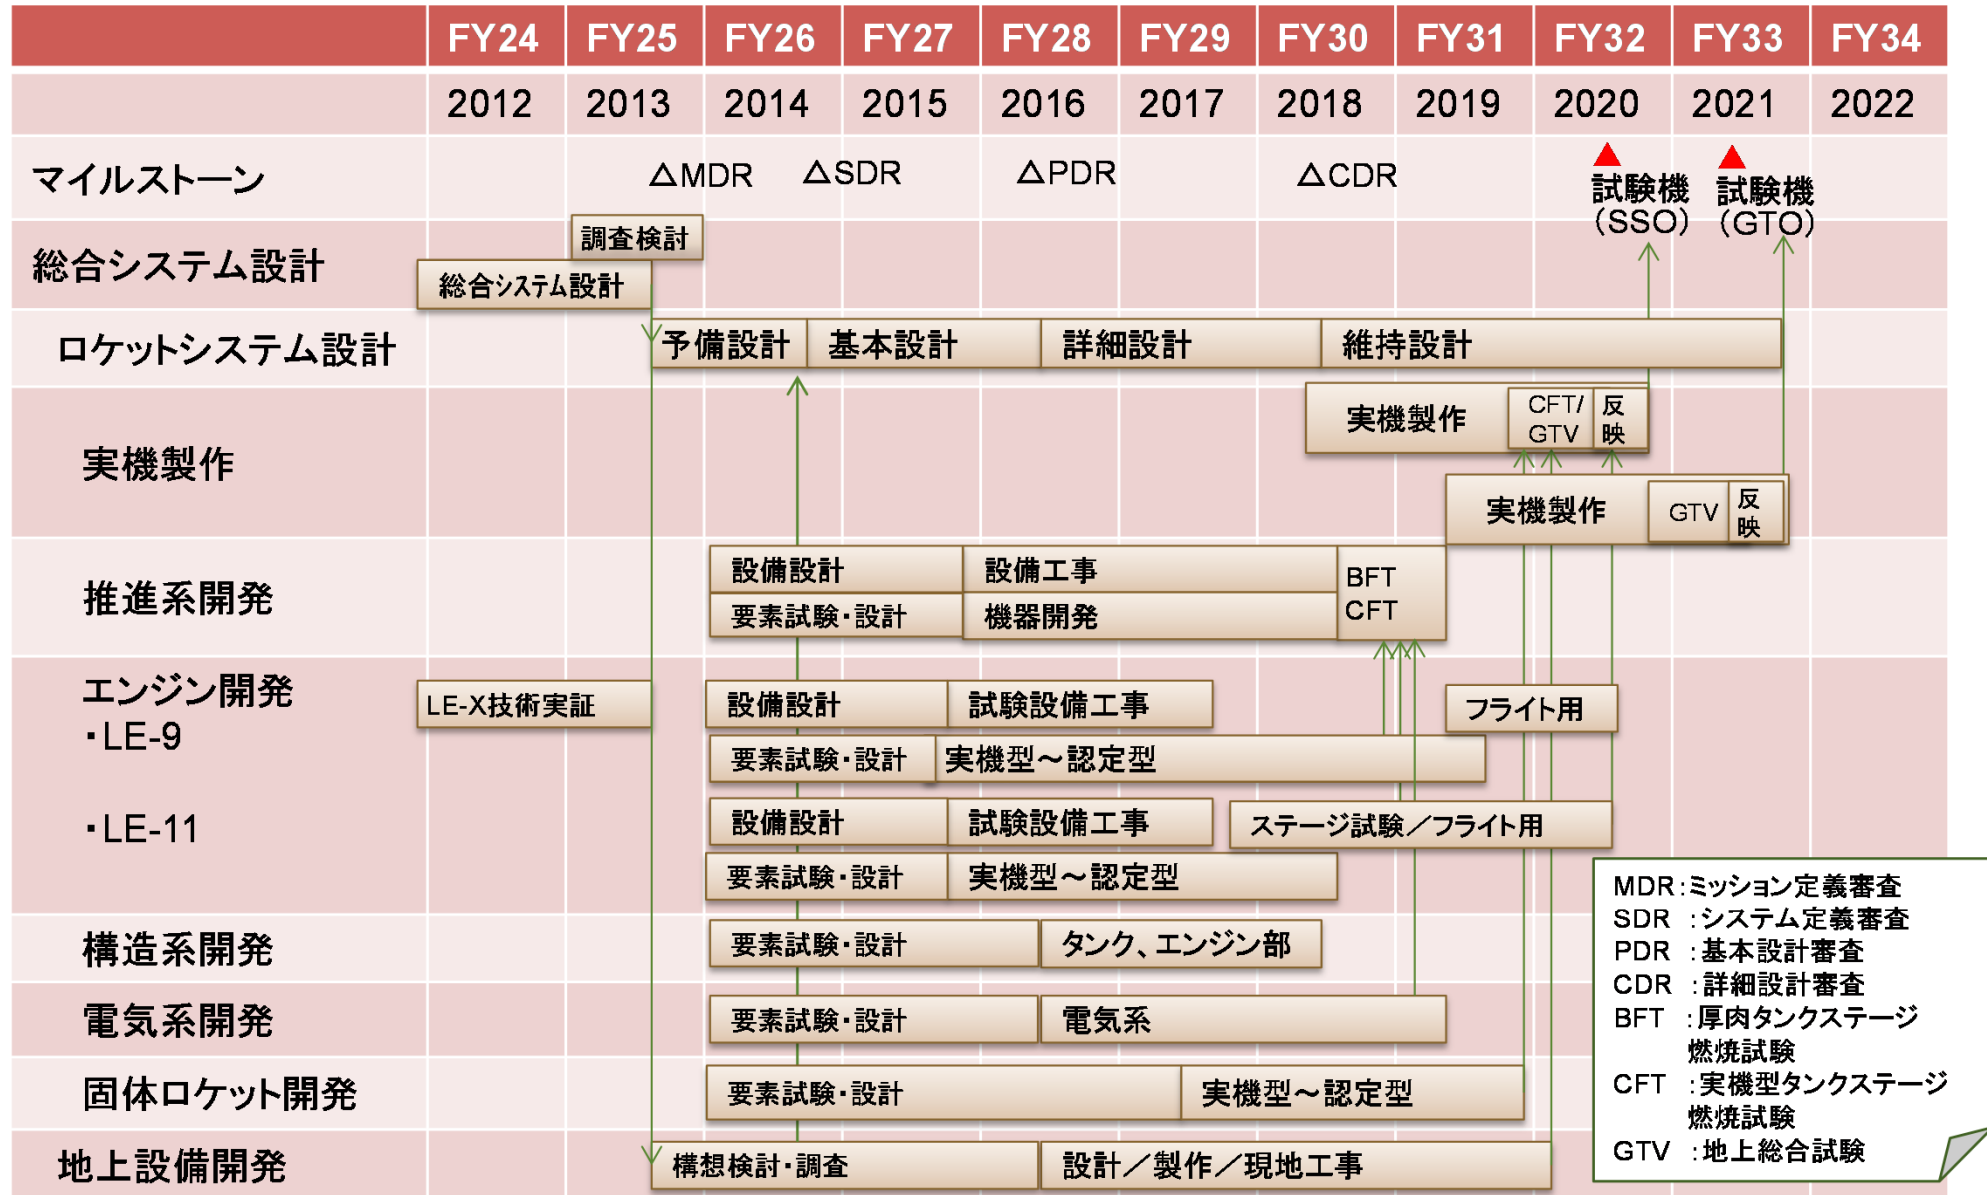 FY24 FY25 FY26 FY27 FY28 FY29 FY30 FY31 FY32 FY33 FY34
2012 2013 2014 2015 2016 2017 2018 2019 2020 2021 2022
マイルストーン
△MDR △SDR △PDR △CDR
▲ ▲
試験機 試験機
(SSO) (GTO)
総合システム設計
調査検討
総合システム設計
ロケットシステム設計
予備設計 基本設計 詳細設計 維持設計
実機製作
実機製作 CFT/ 反
GTV 映
実機製作 GTV 反
映
推進系開発
設備設計 設備工事
要素試験・設計 機器開発
BFT
CFT
エンジン開発
・LE-9
LE-X技術実証 設備設計 試験設備工事 フライト用
要素試験・設計 実機型~認定型
・LE-11
設備設計 試験設備工事 ステージ試験/フライト用
要素試験・設計 実機型~認定型
構造系開発
要素試験・設計 タンク、エンジン部
電気系開発
要素試験・設計 電気系
固体ロケット開発
要素試験・設計 実機型~認定型
地上設備開発
構想検討・調査 設計/製作/現地工事
MDR:ミッション定義審査
SDR :システム定義審査
PDR :基本設計審査
CDR :詳細設計審査
BFT :厚肉タンクステージ
燃焼試験
CFT :実機型タンクステージ
燃焼試験
GTV :地上総合試験